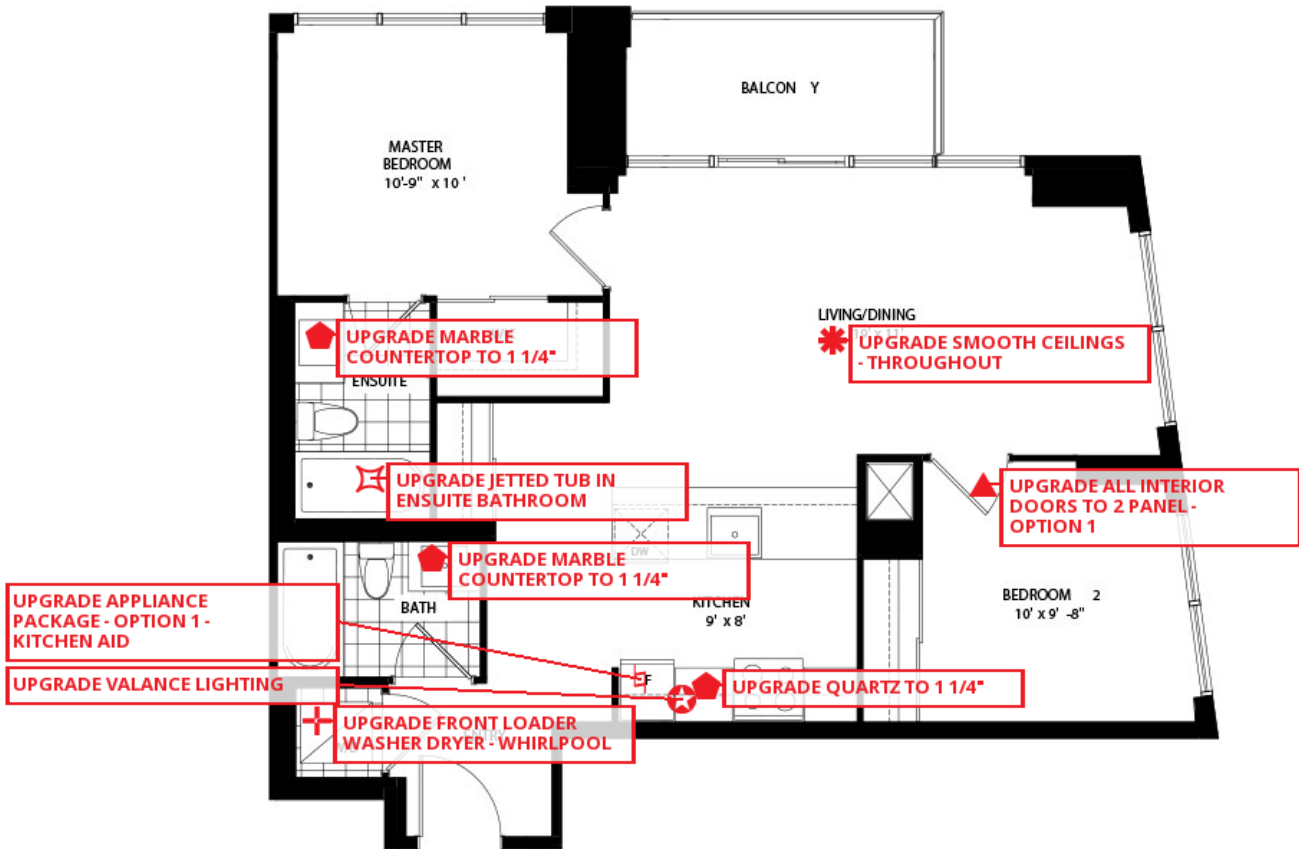 BALCON Y
MASTER
BEDROOM
10'-9" x 10 '
LIVING/DINING
UPGRADE SMOOTH CEILINGS
- THROUGHOUT
UPGRADE MARBLE
COUNTERTOP TO 1 1/4"
ENSUITE
UPGRADE JETTED TUB IN
ENSUITE BATHROOM
UPGRADE ALL INTERIOR
DOORS TO 2 PANEL -
OPTION 1
DW
UPGRADE MARBLE
COUNTERTOP TO 1 1/4"
BATH
KITCHEN
9' x 8'
BEDROOM 2
10' x 9' -8"
UPGRADE APPLIANCE
PACKAGE - OPTION 1 -
KITCHEN AID
F
UPGRADE VALANCE LIGHTING
UPGRADE QUARTZ TO 1 1/4"
UPGRADE FRONT LOADER
WASHER DRYER - WHIRLPOOL
ENTRY